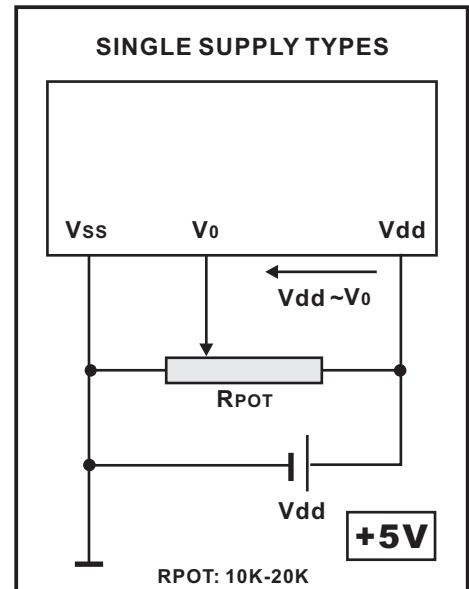 SINGLE SUPPLY TYPES
Vss V0 Vdd
Vdd ~V0
RPOT
Vdd
+5V
RPOT: 10K-20K